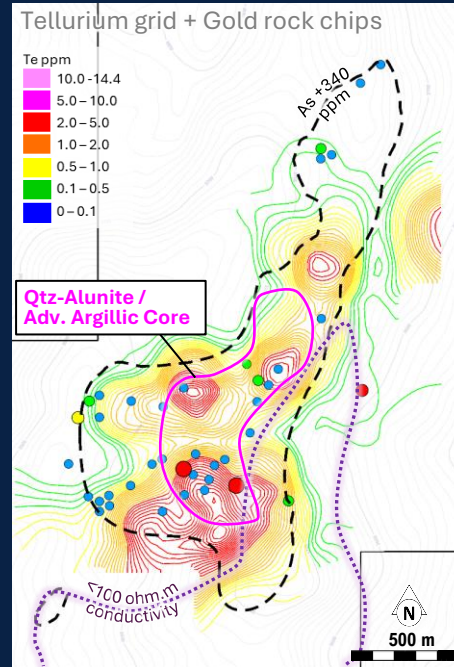 Tellurium grid + Gold rock chips
Te ppm
10.0 -14.4
5.0 - 10.0
2.0 - 5.0
1.0 - 2.0
0.5 - 1.0
0.1 - 0.5
0 - 0.1
As +340
ppm
Qtz-Alunite /
Adv. Argillic Core
<100 ohm.m
conductivity
N
500 m